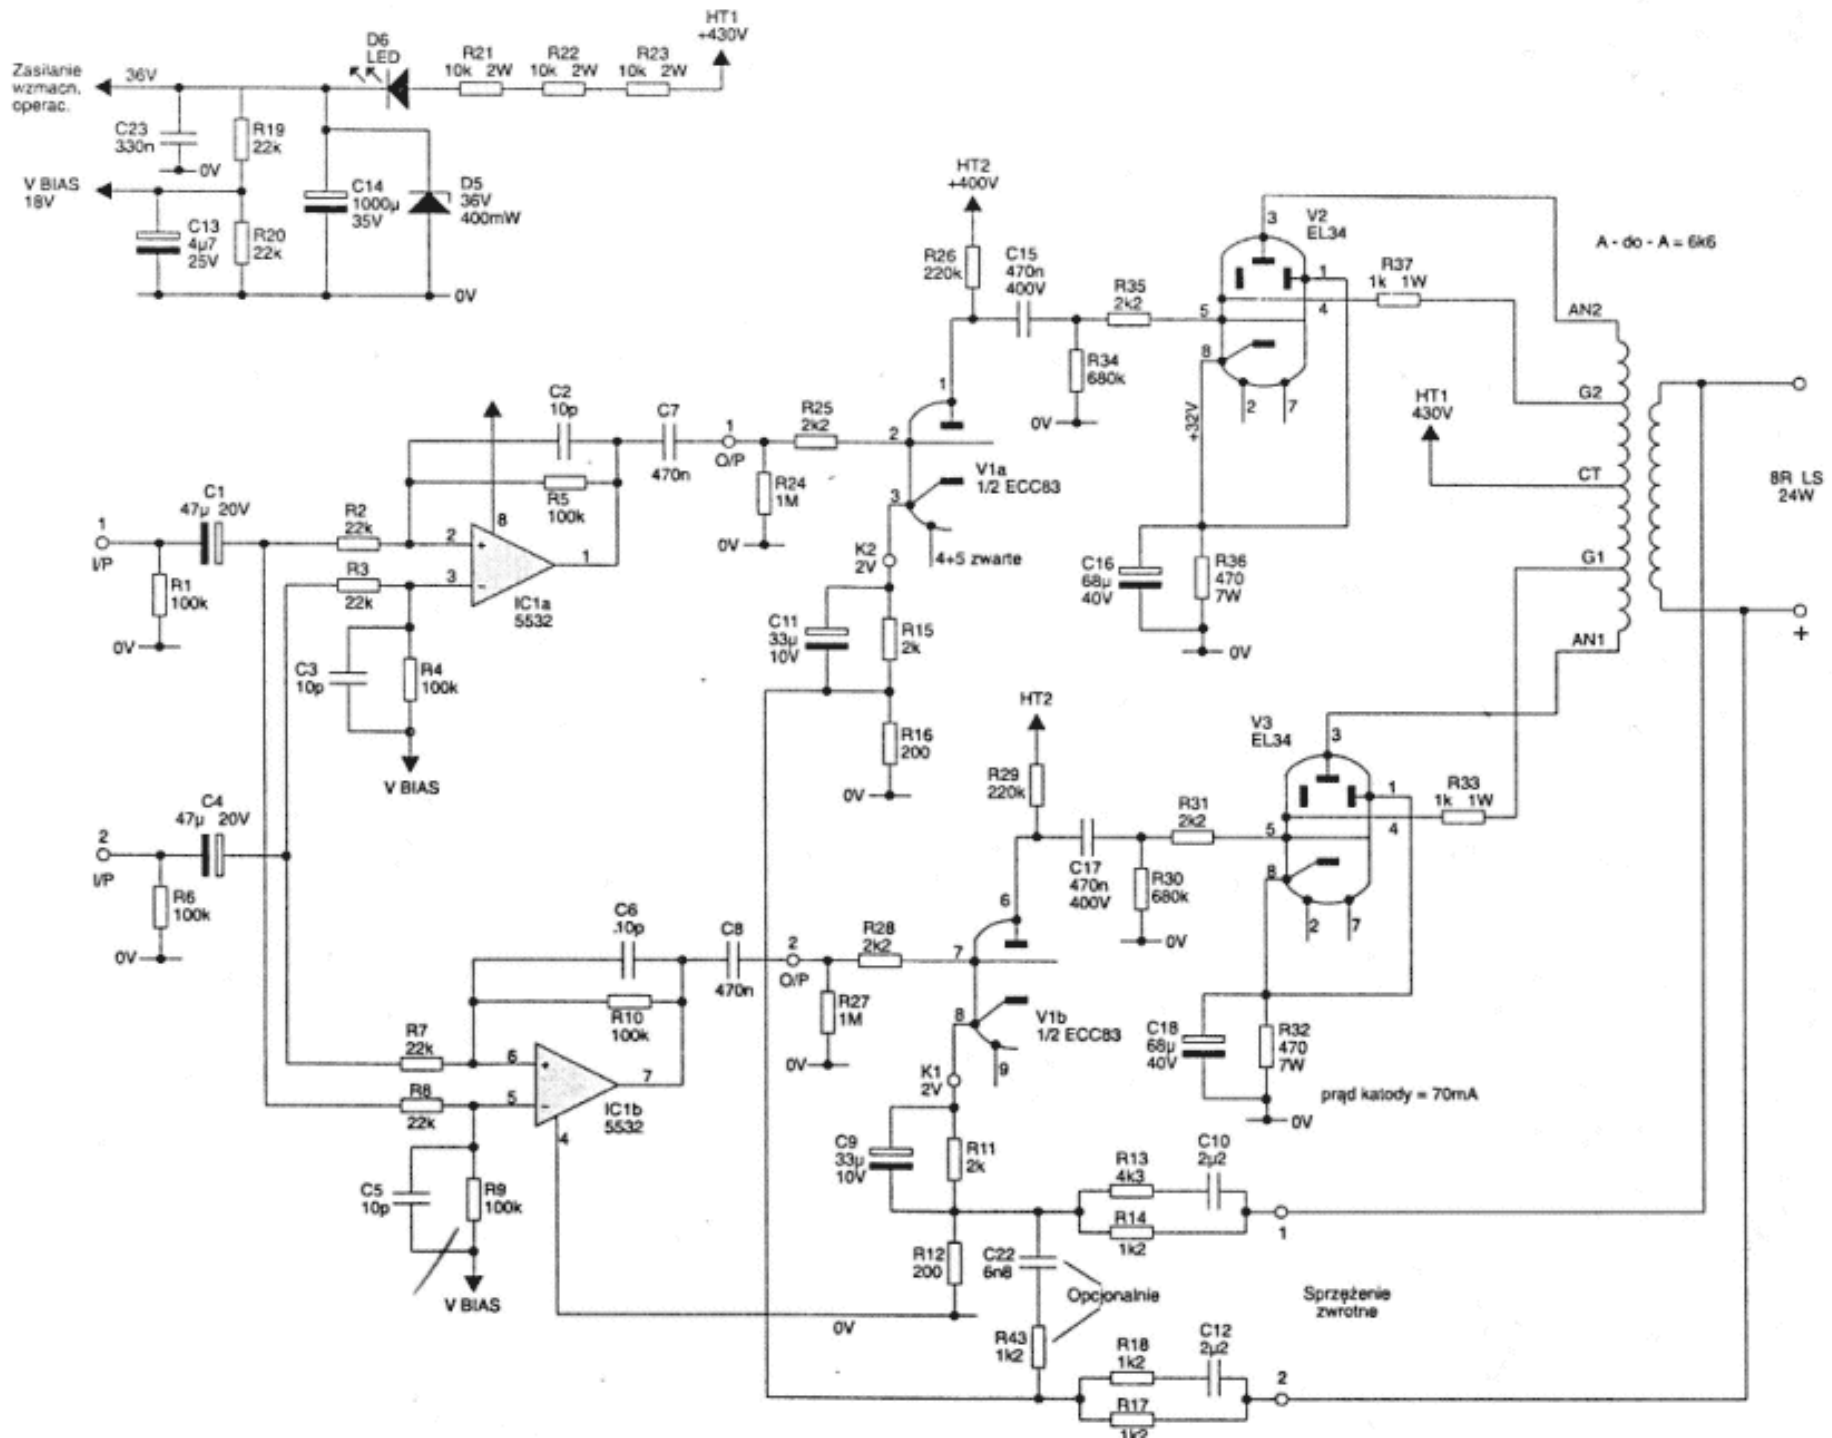 HT1
+430V
D6
LED
R21
10k 2W
R22
10k 2W
R23
10k 2W
Zasilanie
wzmacn.
operac.
36V
C23
330n
0V
R19
22k
V BIAS
18V
C13
4µ7
25V
R20
22k
C14
1000µ
35V
D5
36V
400mW
0V
HT2
+400V
R26
220k
C15
470n
400V
R35
2k2
R34
680k
0V
3
V2
EL34
1
4
5
8
2
7
+32V
R37
1k 1W
A - do - A = 6k6
AN2
G2
HT1
430V
CT
G1
AN1
8R LS
24W
+
C2
10p
C7
470n
R5
100k
1
O/P
R25
2k2
R24
1M
0V
1
2
3
V1a
1/2 ECC83
4+5 zwarte
K2
2V
C11
33µ
10V
R15
2k
R16
200
0V
C16
68µ
40V
R36
470
7W
0V
1
I/P
C1
47µ 20V
R1
100k
0V
R2
22k
R3
22k
2
3
8
1
+
-
IC1a
5532
C3
10p
R4
100k
V BIAS
2
I/P
C4
47µ 20V
R6
100k
0V
HT2
R29
220k
C17
470n
400V
R30
680k
0V
R31
2k2
V3
EL34
3
1
4
5
8
2
7
R33
1k 1W
C18
68µ
40V
R32
470
7W
0V
prąd katody = 70mA
C6
.10p
C8
470n
R10
100k
2
O/P
R28
2k2
R27
1M
0V
6
7
8
9
V1b
1/2 ECC83
K1
2V
R7
22k
R8
22k
6
5
7
4
+
-
IC1b
5532
C5
10p
R9
100k
V BIAS
C9
33µ
10V
R11
2k
R12
200
0V
C22
6n8
Opcjonalnie
R43
1k2
R13
4k3
C10
2µ2
R14
1k2
1
Sprzężenie
zwrotne
R18
1k2
C12
2µ2
R17
1k2
2